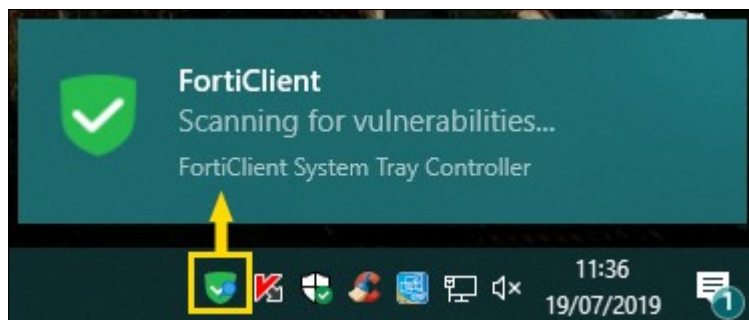 FortiClient
Scanning for vulnerabilities...
FortiClient System Tray Controller
11:36
19/07/2019
1